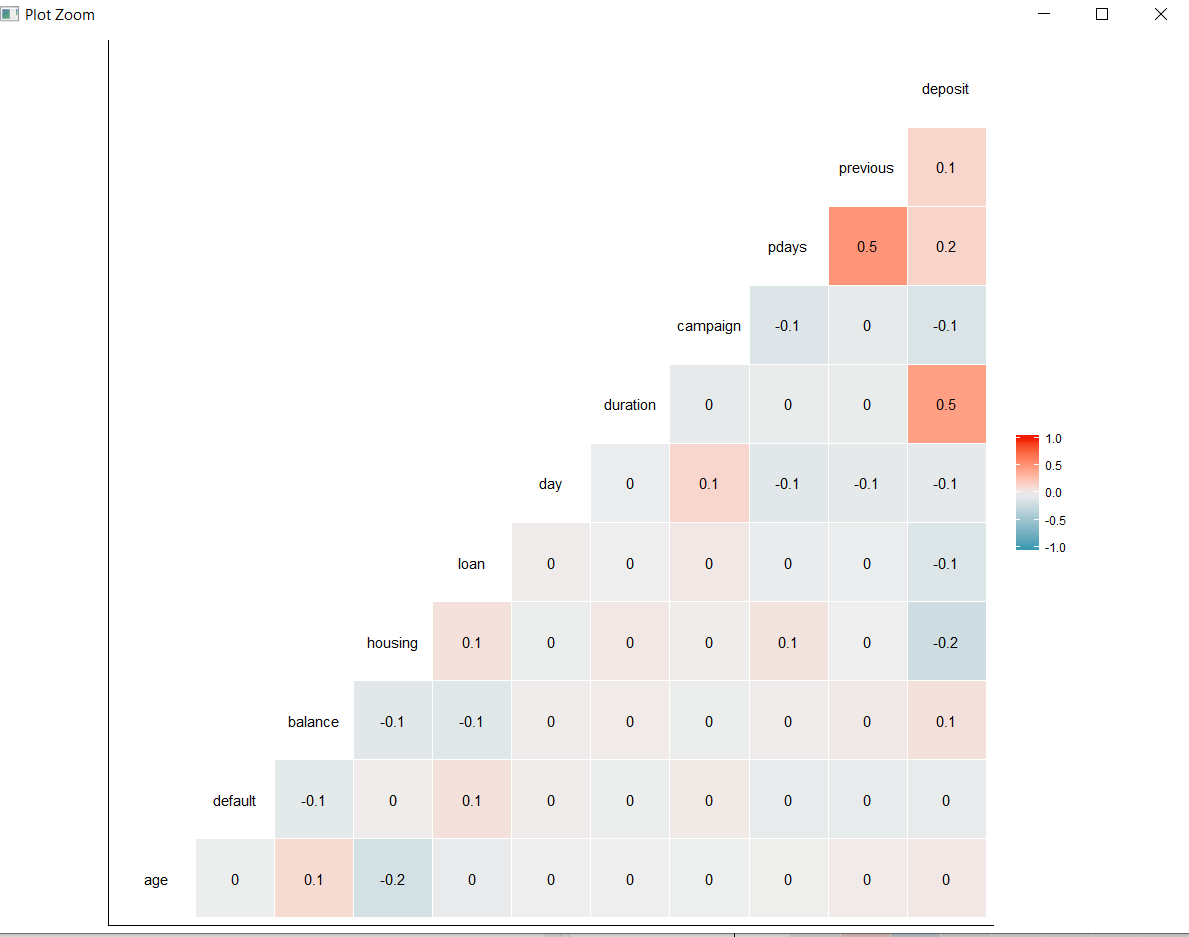 Plot Zoom
deposit
previous 0.1
pdays 0.5 0.2
campaign -0.1 0 -0.1
duration 0 0 0 0.5
day 0 0.1 -0.1 -0.1 -0.1
loan 0 0 0 0 0 -0.1
housing 0.1 0 0 0 0.1 0 -0.2
balance -0.1 -0.1 0 0 0 0 0 0.1
default -0.1 0 0.1 0 0 0 0 0 0
age 0 0.1 -0.2 0 0 0 0 0 0 0
1.0
0.5
0.0
-0.5
-1.0